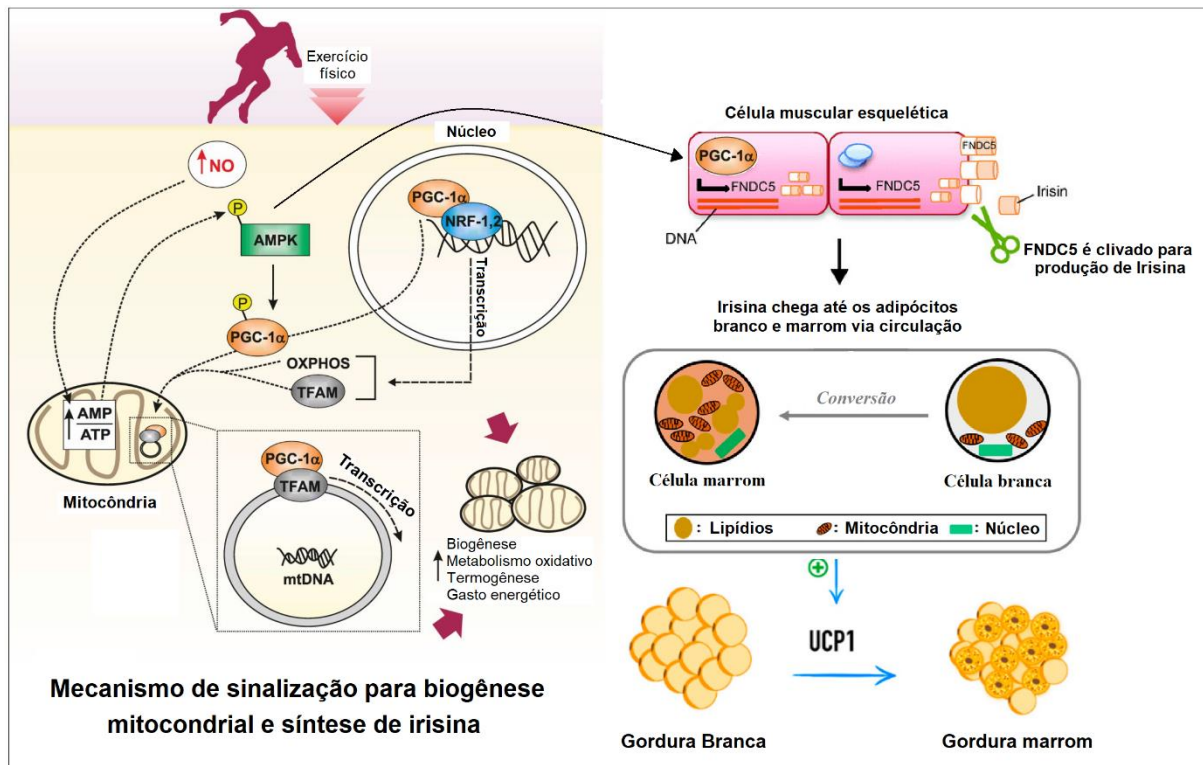 Exercício
físico
NO
P
AMPK
P
PGC-1α
Núcleo
PGC-1α
NRF-1,2
Transcrição
OXPHOS
TFAM
AMP
ATP
Mitocôndria
PGC-1α
TFAM
Transcrição
mtDNA
Biogênese
Metabolismo oxidativo
Termogênese
Gasto energético
Mecanismo de sinalização para biogênese
mitocondrial e síntese de irisina
Célula muscular esquelética
PGC-1α
FNDC5
FNDC5
FNDC5
Irisin
DNA
FNDC5 é clivado para
produção de Irisina
Irisina chega até os adipócitos
branco e marrom via circulação
Conversão
Célula marrom
Célula branca
: Lipídios
: Mitocôndria
: Núcleo
+
UCP1
Gordura Branca
Gordura marrom